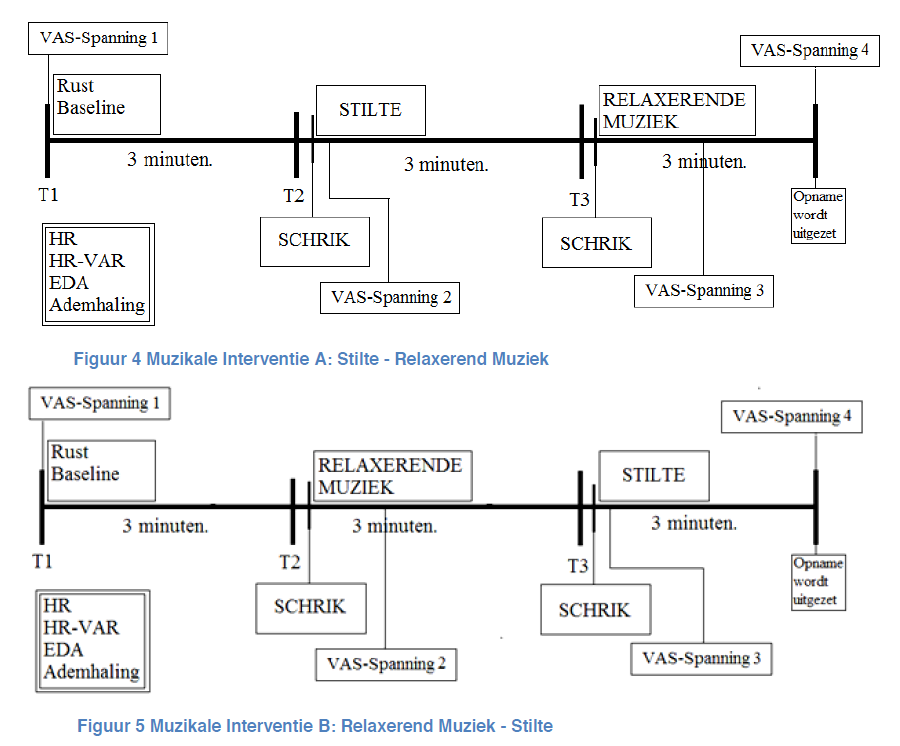 VAS-Spanning 1
VAS-Spanning 4
Rust
Baseline
STILTE
RELAXERENDE
MUZIEK
3 minuten.
3 minuten.
3 minuten.
T1
T2
T3
Opname
wordt
uitgezet
SCHRIK
SCHRIK
HR
HR-VAR
EDA
Ademhaling
VAS-Spanning 2
VAS-Spanning 3
Figuur 4 Muzikale Interventie A: Stilte - Relaxerend Muziek
VAS-Spanning 1
VAS-Spanning 4
Rust
Baseline
RELAXERENDE
MUZIEK
STILTE
3 minuten.
3 minuten.
3 minuten.
T1
T2
T3
Opname
wordt
uitgezet
SCHRIK
SCHRIK
HR
HR-VAR
EDA
Ademhaling
VAS-Spanning 2
VAS-Spanning 3
Figuur 5 Muzikale Interventie B: Relaxerend Muziek - Stilte